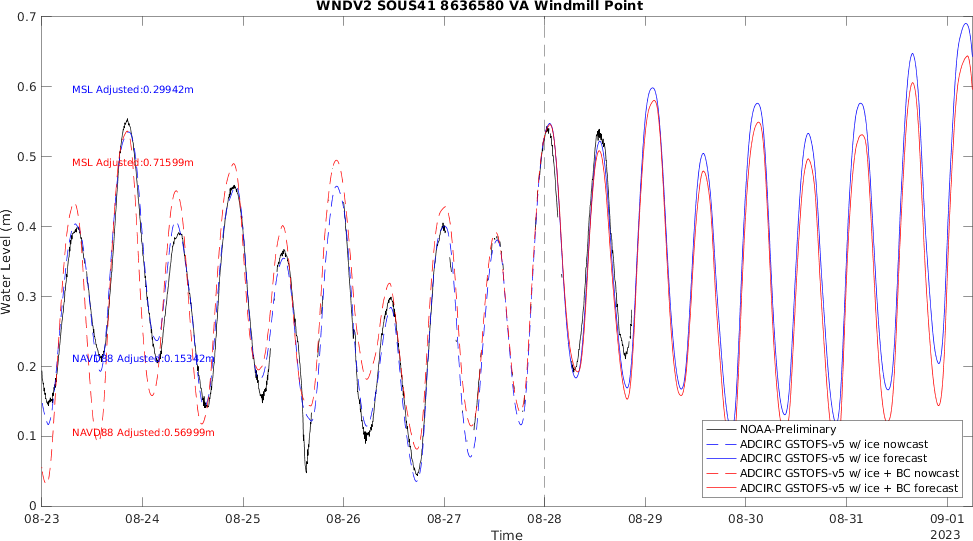 WNDV2 SOUS41 8636580 VA Windmill Point
0.7
0.6
0.5
0.4
0.3
0.2
0.1
0
Water Level (m)
MSL Adjusted:0.29942m
MSL Adjusted:0.71599m
NAVD88 Adjusted:0.15342m
NAVD88 Adjusted:0.56999m
NOAA-Preliminary
ADCIRC GSTOFS-v5 w/ ice nowcast
ADCIRC GSTOFS-v5 w/ ice forecast
ADCIRC GSTOFS-v5 w/ ice + BC nowcast
ADCIRC GSTOFS-v5 w/ ice + BC forecast
08-23 08-24 08-25 08-26 08-27 08-28 08-29 08-30 08-31 09-01
2023
Time